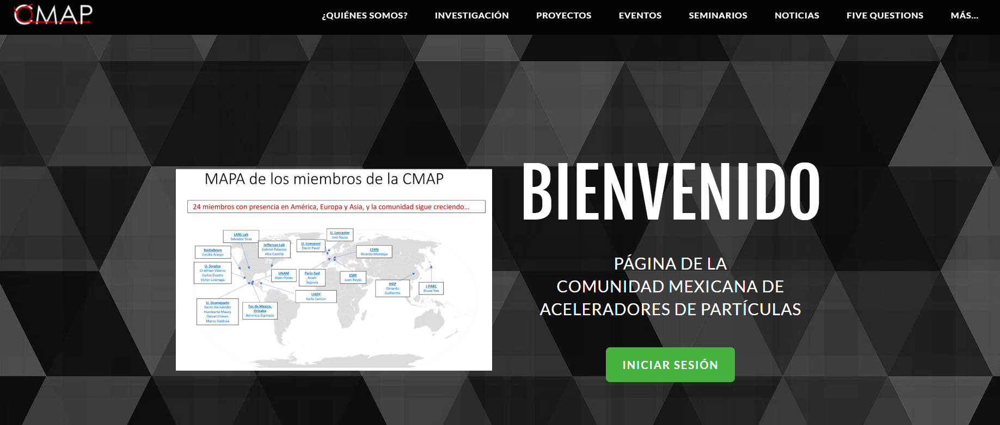 CMAP
¿QUIÉNES SOMOS?
INVESTIGACIÓN
PROYECTOS
EVENTOS
SEMINARIOS
NOTICIAS
FIVE QUESTIONS
MÁS...
MAPA de los miembros de la CMAP
24 miembros con presencia en América, Europa y Asia, y la comunidad sigue creciendo...
LANL Lab
Salvador Sosa
Jefferson Lab
Gabriel Palacios
Alex Castilla
U. Liverpool
David Pavel
U. Lancaster
Joel Sauza
RadiaBeam
Cecilia Araujo
CERN
Ricardo Montoya
U. Sinaloa
Cristhian Valerio
Carlos Duarte
Víctor Lizarraga
UNAM
Alain Flores
Paris-Sud
Anahi
Segovia
ESRF
Juan Reyes
IHEP
Gerardo
Guillermo
J-PARC
Bruce Yee
UADY
Karla Cantún
U. Guanajuato
Karim Hernández
Humberto Maury
Daniel Chávez
Marco Valdivia
Tec de Mexico,
Orizaba
Berenice Espinoza
BIENVENIDO
PÁGINA DE LA
COMUNIDAD MEXICANA DE
ACELERADORES DE PARTÍCULAS
INICIAR SESIÓN